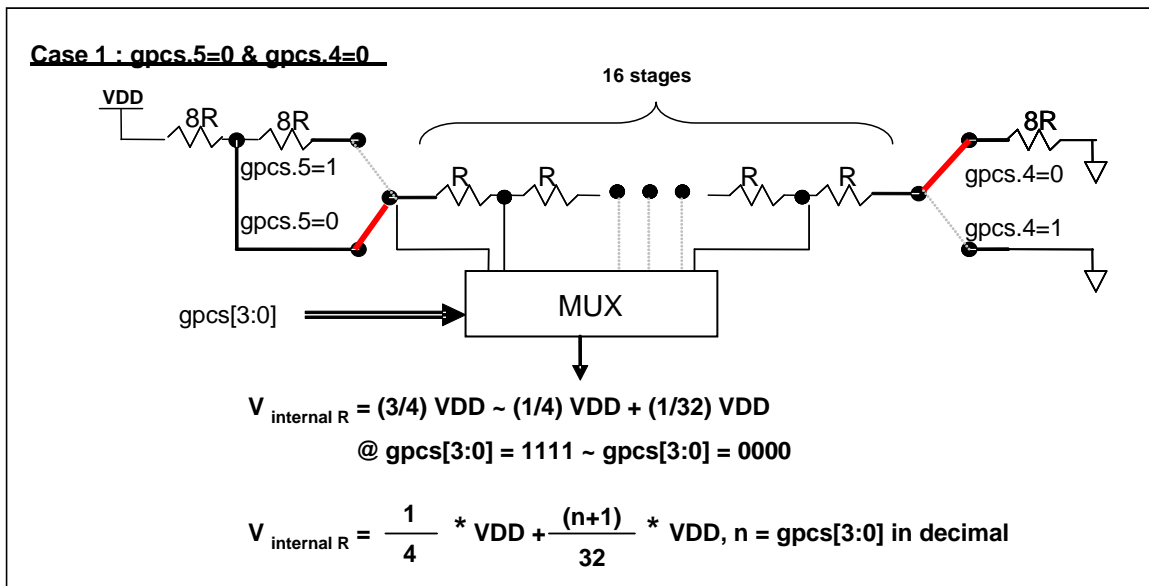 Case 1 : gpcs.5=0 & gpcs.4=0
16 stages
VDD
8R 8R 8R
gpcs.5=1
R R R R
gpcs.4=0
gpcs.5=0
gpcs.4=1
gpcs[3:0]
MUX
V internal R = (3/4) VDD ~ (1/4) VDD + (1/32) VDD
@ gpcs[3:0] = 1111 ~ gpcs[3:0] = 0000
V internal R = 1/4 * VDD + (n+1)/32 * VDD, n = gpcs[3:0] in decimal